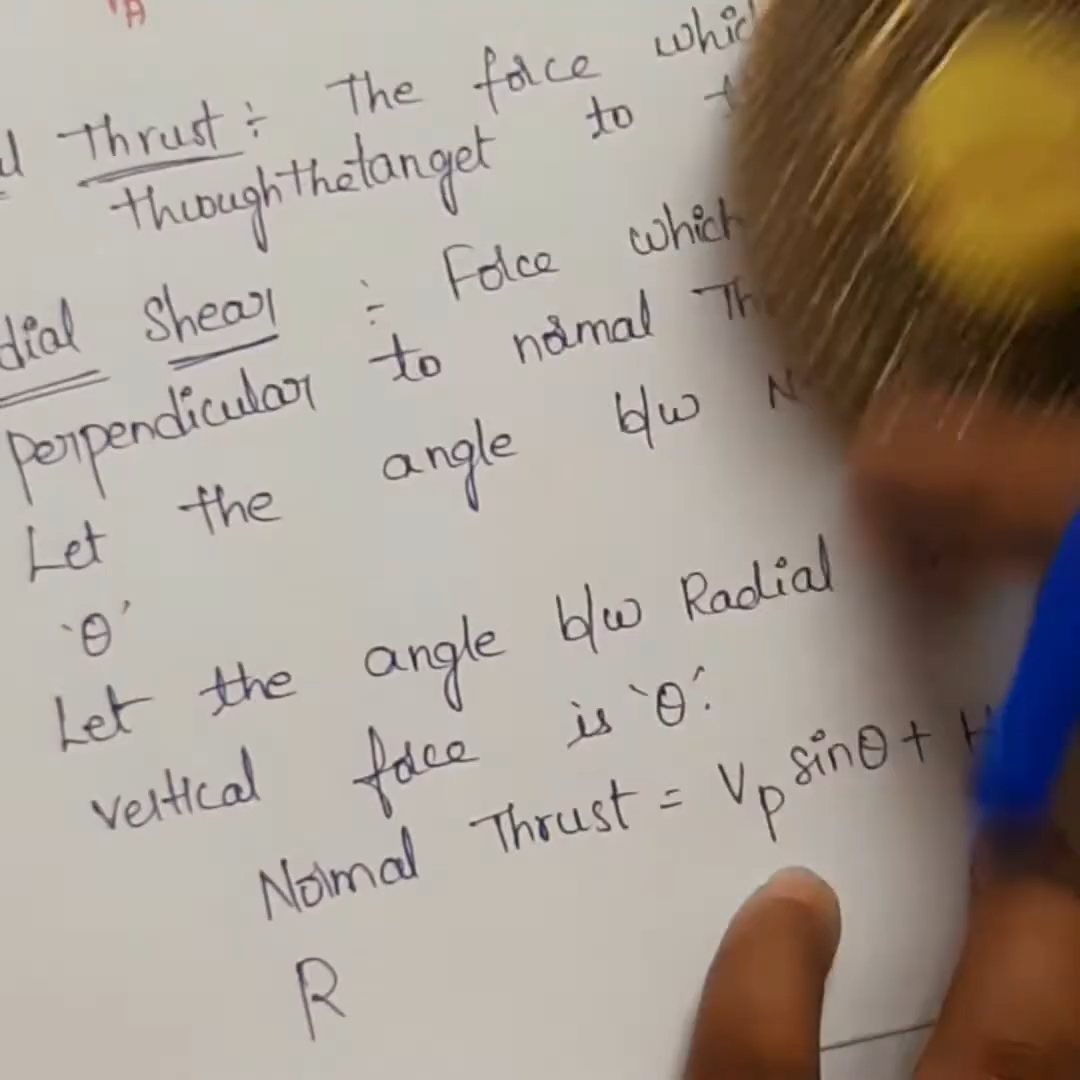 A
Thrust :- The force
through the tanget to
dial Shear :- Force which
perpendicular to normal
Let the angle b/w
'θ'
Let the angle b/w Radial
vertical force is 'θ'.
Normal Thrust = Vp sinθ +
R